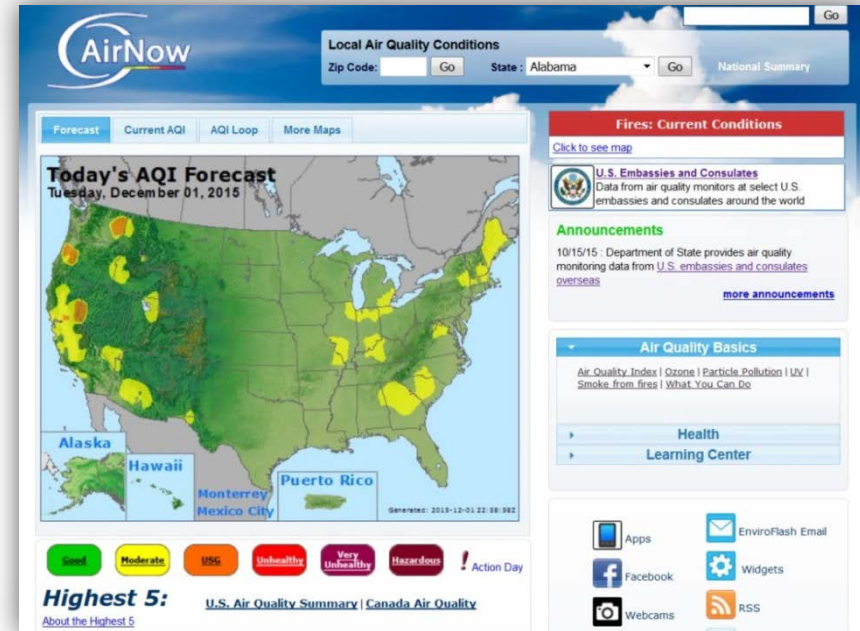 Go
AirNow
Local Air Quality Conditions
Zip Code: Go State : Alabama Go National Summary
Forecast Current AQI AQI Loop More Maps
Today's AQI Forecast
Tuesday, December 01, 2015
Alaska
Hawaii
Monterrey
Mexico City
Puerto Rico
Generated: 2015-12-01 22:58:38Z
Good Moderate USG Unhealthy Very Unhealthy Hazardous ! Action Day
Highest 5:
U.S. Air Quality Summary | Canada Air Quality
About the Highest 5
Fires: Current Conditions
Click to see map
U.S. Embassies and Consulates
Data from air quality monitors at select U.S.
embassies and consulates around the world
Announcements
10/15/15 : Department of State provides air quality
monitoring data from U.S. embassies and consulates
overseas
more announcements
Air Quality Basics
Air Quality Index | Ozone | Particle Pollution | UV |
Smoke from fires | What You Can Do
Health
Learning Center
Apps
EnviroFlash Email
Facebook
Widgets
Webcams
RSS